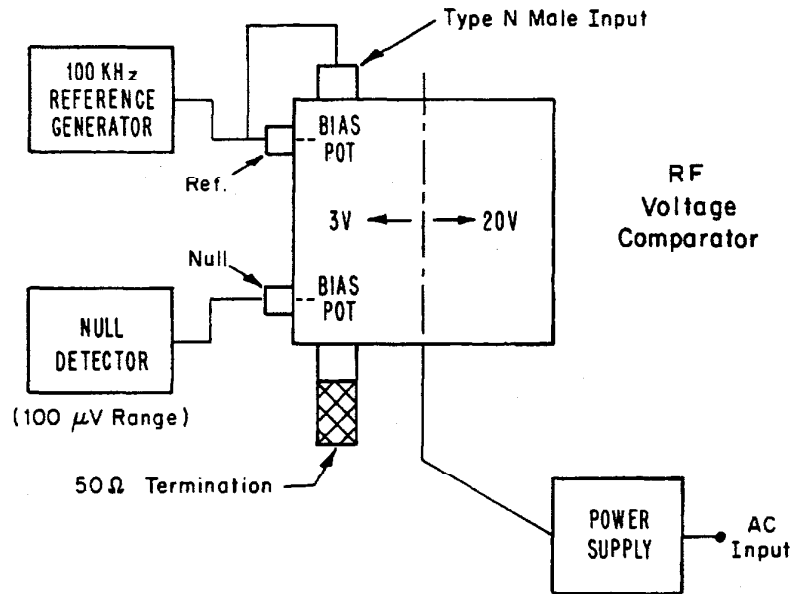 Type N Male Input
100 KHz
REFERENCE
GENERATOR
BIAS
POT
Ref.
RF
Voltage
Comparator
3V
20V
Null
BIAS
POT
NULL
DETECTOR
(100 μV Range)
50Ω Termination
POWER
SUPPLY
AC
Input